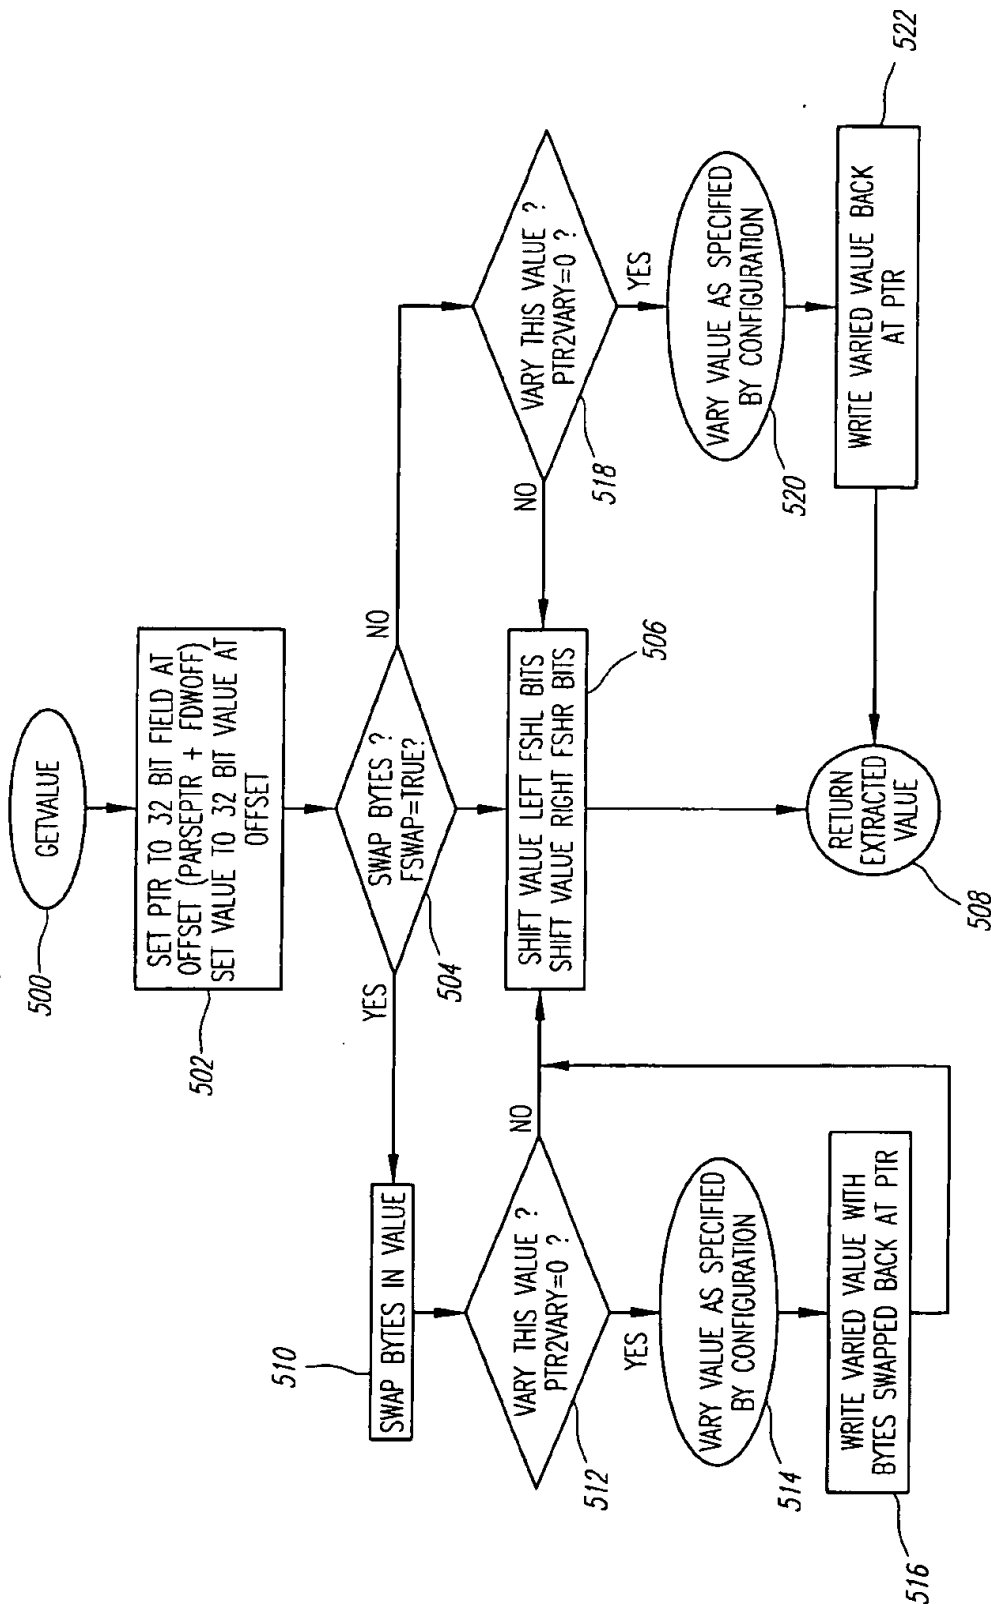 500
GETVALUE
502
SET PTR TO 32 BIT FIELD AT
OFFSET (PARSEPTR + FDWOFF)
SET VALUE TO 32 BIT VALUE AT
OFFSET
SWAP BYTES ?
FSWAP=TRUE?
504
YES
NO
510
SWAP BYTES IN VALUE
VARY THIS VALUE ?
PTR2VARY=0 ?
512
NO
YES
VARY VALUE AS SPECIFIED
BY CONFIGURATION
514
WRITE VARIED VALUE WITH
BYTES SWAPPED BACK AT PTR
516
SHIFT VALUE LEFT FSHL BITS
SHIFT VALUE RIGHT FSHR BITS
506
RETURN
EXTRACTED
VALUE
508
VARY THIS VALUE ?
PTR2VARY=0 ?
518
NO
YES
VARY VALUE AS SPECIFIED
BY CONFIGURATION
520
WRITE VARIED VALUE BACK
AT PTR
522